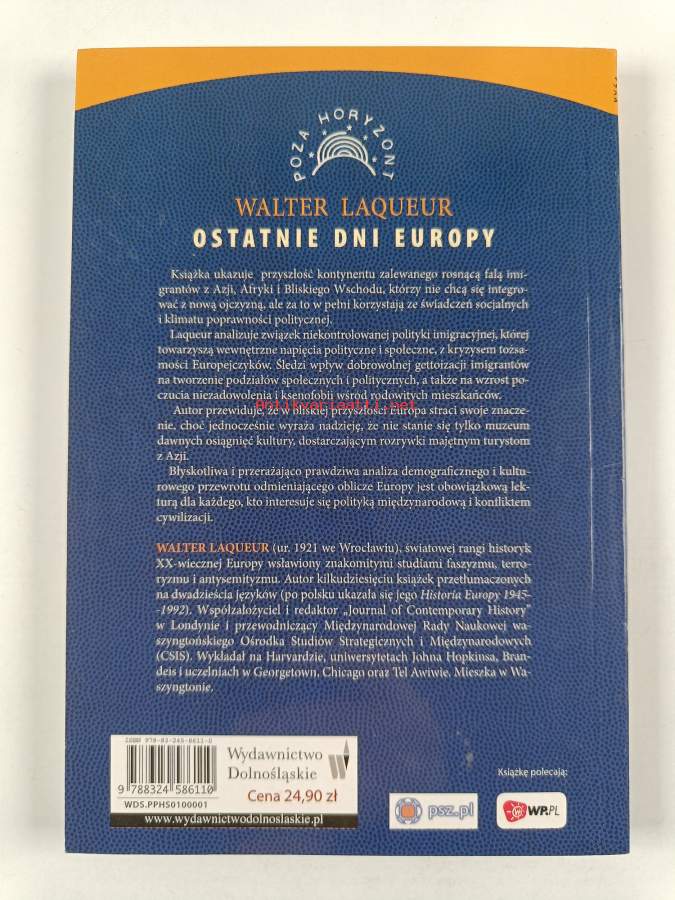 POZA HORYZONT
WALTER LAQUEUR
OSTATNIE DNI EUROPY
Książka ukazuje przyszłość kontynentu zalewanego rosnącą falą imi-
grantów z Azji, Afryki i Bliskiego Wschodu, którzy nie chcą się integro-
wać z nową ojczyzną, ale za to w pełni korzystają ze świadczeń socjalnych
i klimatu poprawności politycznej.
Laqueur analizuje związek niekontrolowanej polityki imigracyjnej, której
towarzyszą wewnętrzne napięcia polityczne i społeczne, z kryzysem tożsa-
mości Europejczyków. Śledzi wpływ dobrowolnej gettoizacji imigrantów
na tworzenie podziałów społecznych i politycznych, a także na wzrost po-
czucia niezadowolenia i ksenofobii wśród rodowitych mieszkańców.
Antikvariaatti.net
Autor przewiduje, że w bliskiej przyszłości Europa straci swoje znacze-
nie, choć jednocześnie wyraża nadzieję, że nie stanie się tylko muzeum
dawnych osiągnięć kultury, dostarczającym rozrywki majętnym turystom
z Azji.
Błyskotliwa i przerażająco prawdziwa analiza demograficznego i kultu-
rowego przewrotu odmieniającego oblicze Europy jest obowiązkową lek-
turą dla każdego, kto interesuje się polityką międzynarodową i konfliktem
cywilizacji.
WALTER LAQUEUR (ur. 1921 we Wrocławiu), światowej rangi historyk
XX-wiecznej Europy wsławiony znakomitymi studiami faszyzmu, terro-
ryzmu i antysemityzmu. Autor kilkudziesięciu książek przetłumaczonych
na dwadzieścia języków (po polsku ukazała się jego Historia Europy 1945-
-1992). Współzałożyciel i redaktor „Journal of Contemporary History"
w Londynie i przewodniczący Międzynarodowej Rady Naukowej wa-
szyngtońskiego Ośrodka Studiów Strategicznych i Międzynarodowych
(CSIS). Wykładał na Harvardzie, uniwersytetach Johna Hopkinsa, Bran-
deis i uczelniach w Georgetown, Chicago oraz Tel Awiwie. Mieszka w Wa-
szyngtonie.
ISBN 978-83-245-8611-0
9 788324 586110
WDS.PPHS0100001
Wydawnictwo
Dolnośląskie
Cena 24,90 zł
www.wydawnictwodolnoslaskie.pl
Książkę polecają:
psz.pl
WP.PL